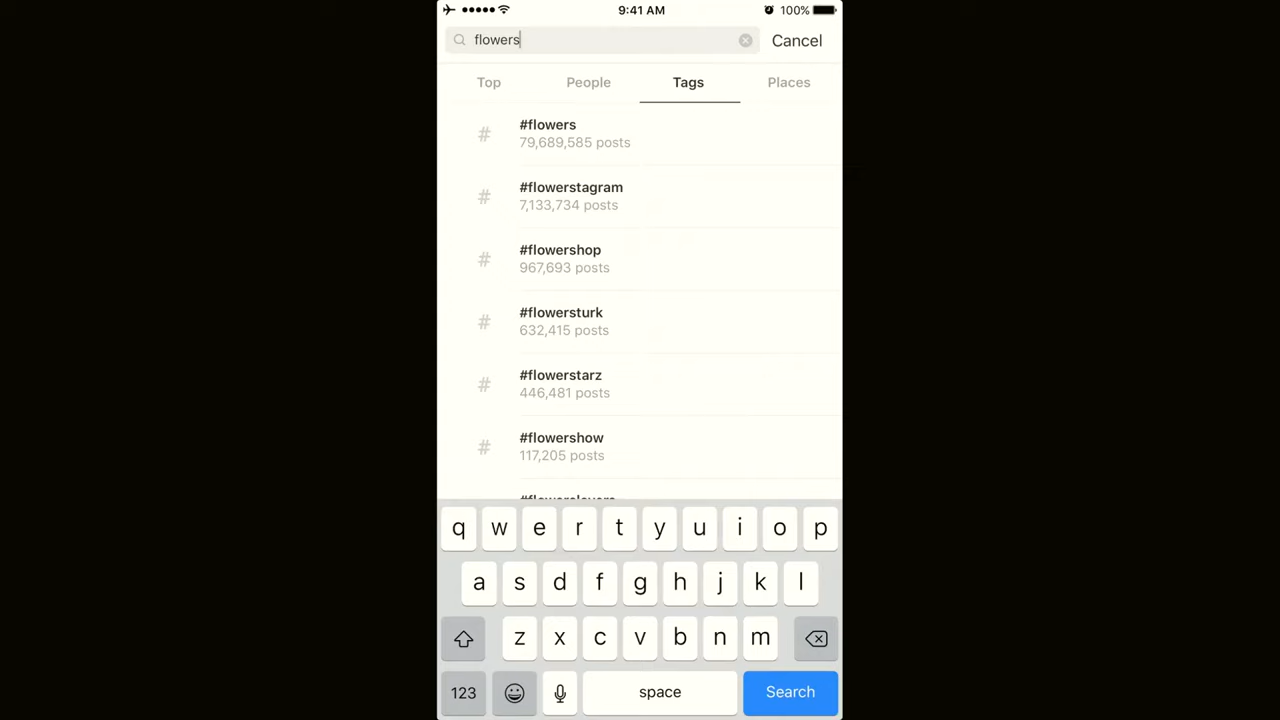 9:41 AM 100%
flowers Cancel
Top People Tags Places
# #flowers
79,689,585 posts
# #flowerstagram
7,133,734 posts
# #flowershop
967,693 posts
# #flowersturk
632,415 posts
# #flowerstarz
446,481 posts
# #flowershow
117,205 posts
q w e r t y u i o p
a s d f g h j k l
z x c v b n m
123 space Search